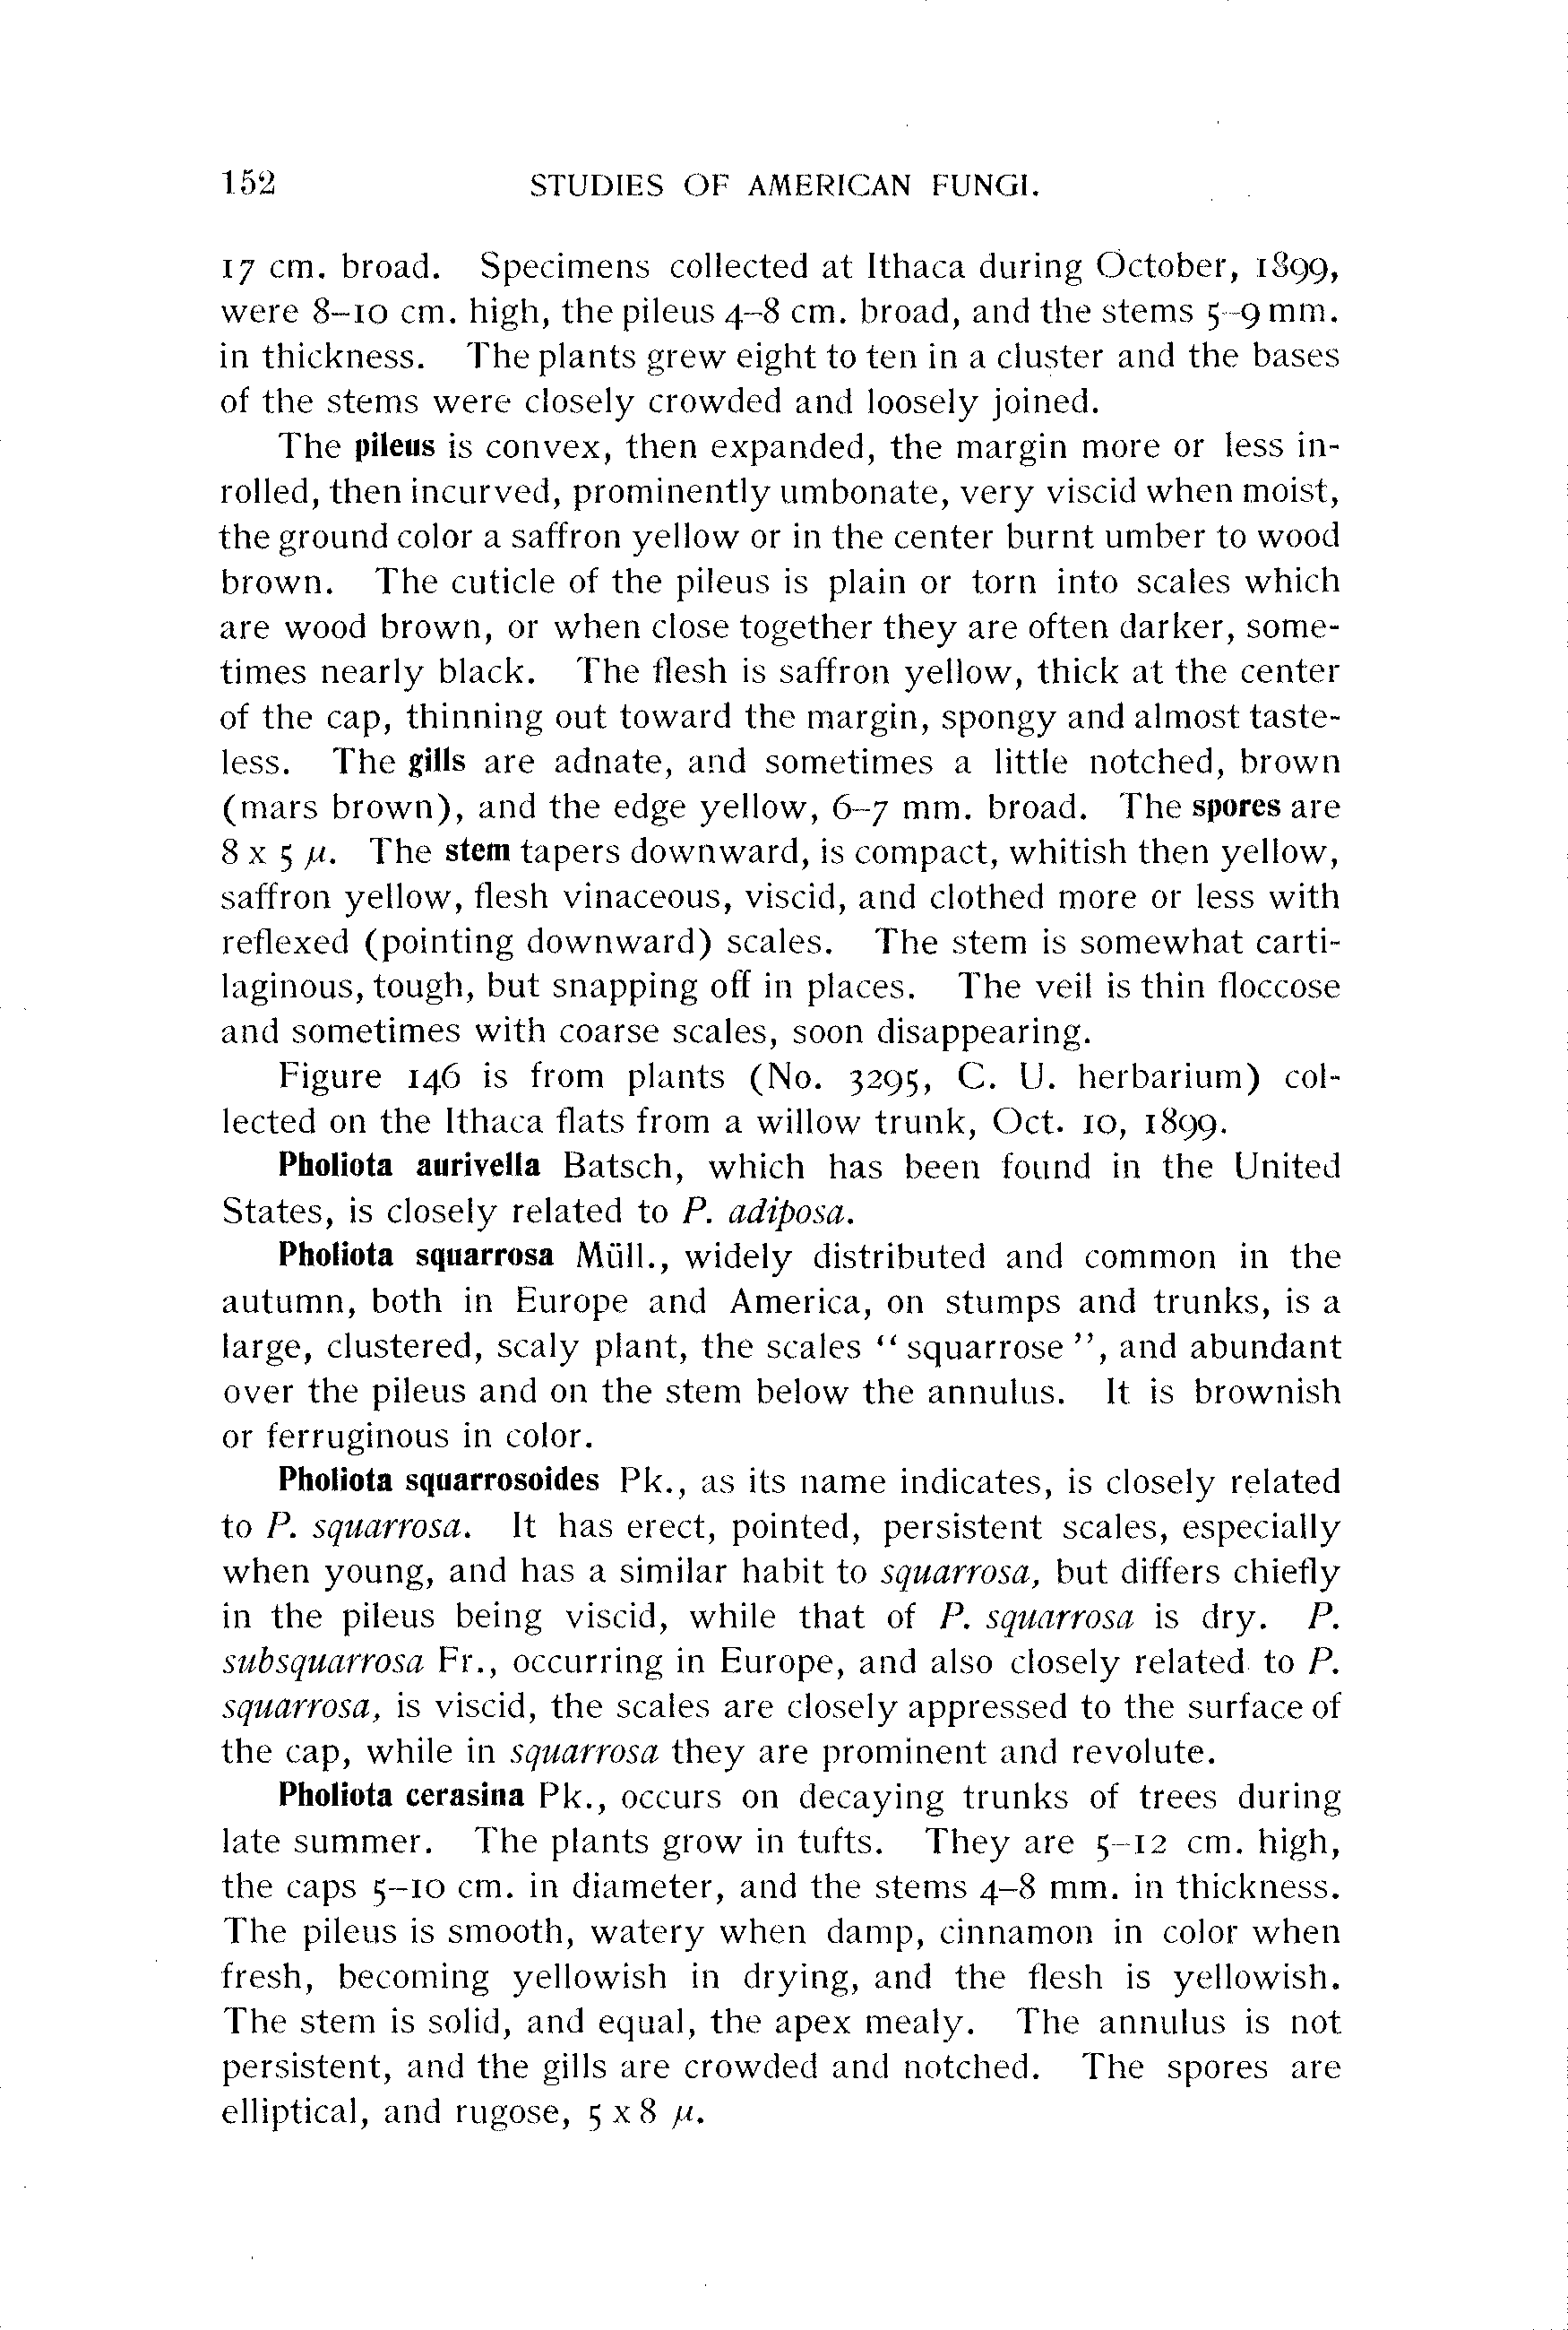 152 STUDIES OF AMERICAN FUNGI.
17 cm. broad. Specimens collected at Ithaca during October, 1899,
were 8–10 cm. high, the pileus 4–8 cm. broad, and the stems 5–9 mm.
in thickness. The plants grew eight to ten in a cluster and the bases
of the stems were closely crowded and loosely joined.
The pileus is convex, then expanded, the margin more or less in-
rolled, then incurved, prominently umbonate, very viscid when moist,
the ground color a saffron yellow or in the center burnt umber to wood
brown. The cuticle of the pileus is plain or torn into scales which
are wood brown, or when close together they are often darker, some-
times nearly black. The flesh is saffron yellow, thick at the center
of the cap, thinning out toward the margin, spongy and almost taste-
less. The gills are adnate, and sometimes a little notched, brown
(mars brown), and the edge yellow, 6–7 mm. broad. The spores are
8 x 5 μ. The stem tapers downward, is compact, whitish then yellow,
saffron yellow, flesh vinaceous, viscid, and clothed more or less with
reflexed (pointing downward) scales. The stem is somewhat carti-
laginous, tough, but snapping off in places. The veil is thin floccose
and sometimes with coarse scales, soon disappearing.
Figure 146 is from plants (No. 3295, C. U. herbarium) col-
lected on the Ithaca flats from a willow trunk, Oct. 10, 1899.
Pholiota aurivella Batsch, which has been found in the United
States, is closely related to P. adiposa.
Pholiota squarrosa Müll., widely distributed and common in the
autumn, both in Europe and America, on stumps and trunks, is a
large, clustered, scaly plant, the scales “ squarrose ”, and abundant
over the pileus and on the stem below the annulus. It is brownish
or ferruginous in color.
Pholiota squarrosoides Pk., as its name indicates, is closely related
to P. squarrosa. It has erect, pointed, persistent scales, especially
when young, and has a similar habit to squarrosa, but differs chiefly
in the pileus being viscid, while that of P. squarrosa is dry. P.
subsquarrosa Fr., occurring in Europe, and also closely related to P.
squarrosa, is viscid, the scales are closely appressed to the surface of
the cap, while in squarrosa they are prominent and revolute.
Pholiota cerasina Pk., occurs on decaying trunks of trees during
late summer. The plants grow in tufts. They are 5–12 cm. high,
the caps 5–10 cm. in diameter, and the stems 4–8 mm. in thickness.
The pileus is smooth, watery when damp, cinnamon in color when
fresh, becoming yellowish in drying, and the flesh is yellowish.
The stem is solid, and equal, the apex mealy. The annulus is not
persistent, and the gills are crowded and notched. The spores are
elliptical, and rugose, 5 x 8 μ.